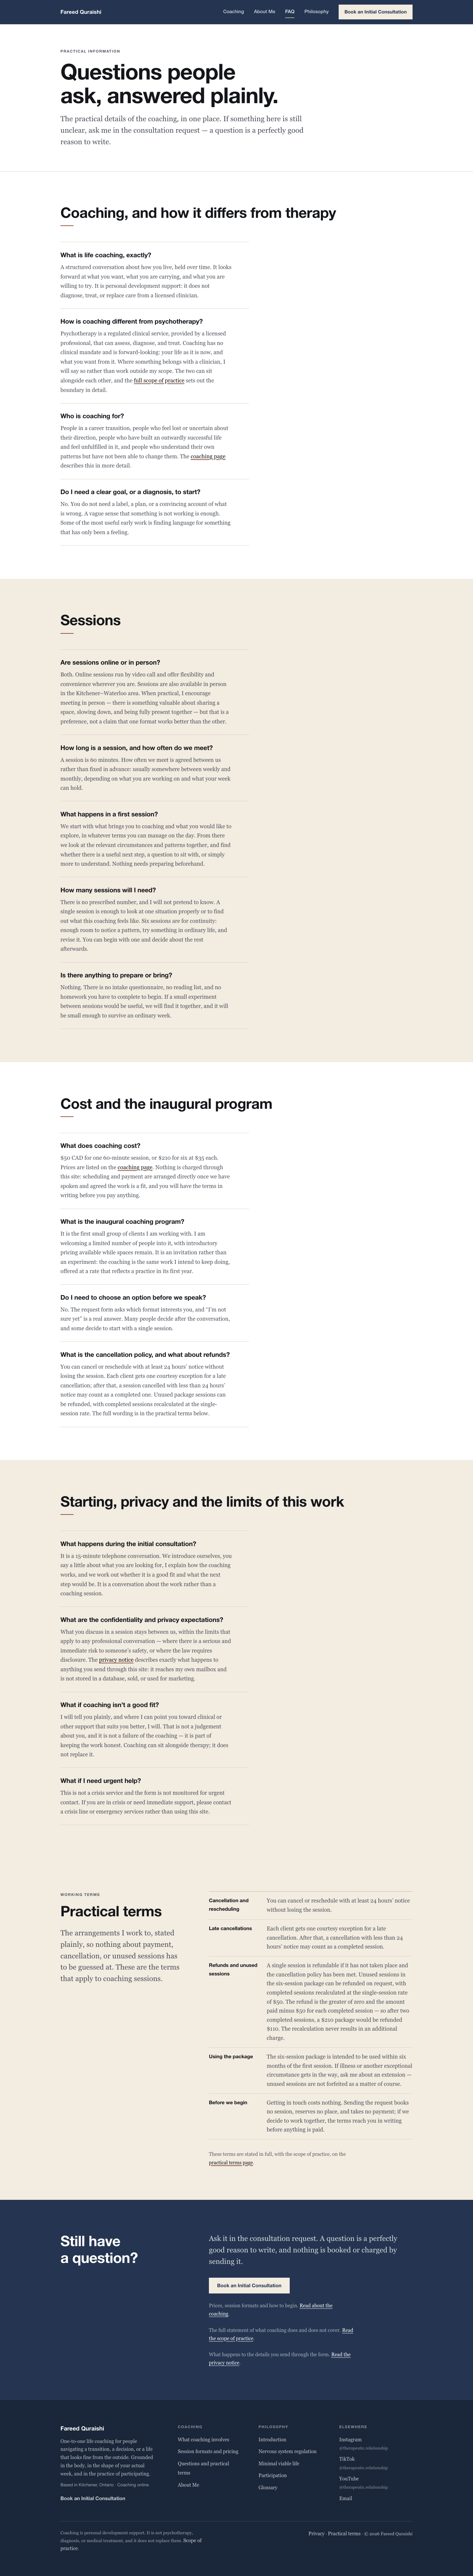 Fareed Quraishi
Coaching
About Me
FAQ
Philosophy
Book an Initial Consultation
PRACTICAL INFORMATION
Questions people
ask, answered plainly.
The practical details of the coaching, in one place. If something here is still
unclear, ask me in the consultation request — a question is a perfectly good
reason to write.
Coaching, and how it differs from therapy
What is life coaching, exactly?
A structured conversation about how you live, held over time. It looks
forward at what you want, what you are carrying, and what you are
willing to try. It is personal development support: it does not
diagnose, treat, or replace care from a licensed clinician.
How is coaching different from psychotherapy?
Psychotherapy is a regulated clinical service, provided by a licensed
professional, that can assess, diagnose, and treat. Coaching has no
clinical mandate and is forward-looking: your life as it is now, and
what you want from it. Where something belongs with a clinician, I
will say so rather than work outside my scope. The two can sit
alongside each other, and the full scope of practice sets out the
boundary in detail.
Who is coaching for?
People in a career transition, people who feel lost or uncertain about
their direction, people who have built an outwardly successful life
and feel unfulfilled in it, and people who understand their own
patterns but have not been able to change them. The coaching page
describes this in more detail.
Do I need a clear goal, or a diagnosis, to start?
No. You do not need a label, a plan, or a convincing account of what
is wrong. A vague sense that something is not working is enough.
Some of the most useful early work is finding language for something
that has only been a feeling.
Sessions
Are sessions online or in person?
Both. Online sessions run by video call and offer flexibility and
convenience wherever you are. Sessions are also available in person
in the Kitchener–Waterloo area. When practical, I encourage
meeting in person — there is something valuable about sharing a
space, slowing down, and being fully present together — but that is a
preference, not a claim that one format works better than the other.
How long is a session, and how often do we meet?
A session is 60 minutes. How often we meet is agreed between us
rather than fixed in advance: usually somewhere between weekly and
monthly, depending on what you are working on and what your week
can hold.
What happens in a first session?
We start with what brings you to coaching and what you would like to
explore, in whatever terms you can manage on the day. From there
we look at the relevant circumstances and patterns together, and find
whether there is a useful next step, a question to sit with, or simply
more to understand. Nothing needs preparing beforehand.
How many sessions will I need?
There is no prescribed number, and I will not pretend to know. A
single session is enough to look at one situation properly or to find
out what this coaching feels like. Six sessions are for continuity:
enough room to notice a pattern, try something in ordinary life, and
revise it. You can begin with one and decide about the rest
afterwards.
Is there anything to prepare or bring?
Nothing. There is no intake questionnaire, no reading list, and no
homework you have to complete to begin. If a small experiment
between sessions would be useful, we will find it together, and it will
be small enough to survive an ordinary week.
Cost and the inaugural program
What does coaching cost?
$50 CAD for one 60-minute session, or $210 for six at $35 each.
Prices are listed on the coaching page. Nothing is charged through
this site: scheduling and payment are arranged directly once we have
spoken and agreed the work is a fit, and you will have the terms in
writing before you pay anything.
What is the inaugural coaching program?
It is the first small group of clients I am working with. I am
welcoming a limited number of people into it, with introductory
pricing available while spaces remain. It is an invitation rather than
an experiment: the coaching is the same work I intend to keep doing,
offered at a rate that reflects a practice in its first year.
Do I need to choose an option before we speak?
No. The request form asks which format interests you, and “I’m not
sure yet” is a real answer. Many people decide after the conversation,
and some decide to start with a single session.
What is the cancellation policy, and what about refunds?
You can cancel or reschedule with at least 24 hours’ notice without
losing the session. Each client gets one courtesy exception for a late
cancellation; after that, a session cancelled with less than 24 hours’
notice may count as a completed one. Unused package sessions can
be refunded, with completed sessions recalculated at the single-
session rate. The full wording is in the practical terms below.
Starting, privacy and the limits of this work
What happens during the initial consultation?
It is a 15-minute telephone conversation. We introduce ourselves, you
say a little about what you are looking for, I explain how the coaching
works, and we work out whether it is a good fit and what the next
step would be. It is a conversation about the work rather than a
coaching session.
What are the confidentiality and privacy expectations?
What you discuss in a session stays between us, within the limits that
apply to any professional conversation — where there is a serious and
immediate risk to someone’s safety, or where the law requires
disclosure. The privacy notice describes exactly what happens to
anything you send through this site: it reaches my own mailbox and
is not stored in a database, sold, or used for marketing.
What if coaching isn’t a good fit?
I will tell you plainly, and where I can point you toward clinical or
other support that suits you better, I will. That is not a judgement
about you, and it is not a failure of the coaching — it is part of
keeping the work honest. Coaching can sit alongside therapy; it does
not replace it.
What if I need urgent help?
This is not a crisis service and the form is not monitored for urgent
contact. If you are in crisis or need immediate support, please contact
a crisis line or emergency services rather than using this site.
WORKING TERMS
Practical terms
The arrangements I work to, stated
plainly, so nothing about payment,
cancellation, or unused sessions has
to be guessed at. These are the terms
that apply to coaching sessions.
Cancellation and
rescheduling
You can cancel or reschedule with at least 24 hours’ notice
without losing the session.
Late cancellations
Each client gets one courtesy exception for a late
cancellation. After that, a cancellation with less than 24
hours’ notice may count as a completed session.
Refunds and unused
sessions
A single session is refundable if it has not taken place and
the cancellation policy has been met. Unused sessions in
the six-session package can be refunded on request, with
completed sessions recalculated at the single-session rate
of $50. The refund is the greater of zero and the amount
paid minus $50 for each completed session — so after two
completed sessions, a $210 package would be refunded
$110. The recalculation never results in an additional
charge.
Using the package
The six-session package is intended to be used within six
months of the first session. If illness or another exceptional
circumstance gets in the way, ask me about an extension —
unused sessions are not forfeited as a matter of course.
Before we begin
Getting in touch costs nothing. Sending the request books
no session, reserves no place, and takes no payment; if we
decide to work together, the terms reach you in writing
before anything is paid.
These terms are stated in full, with the scope of practice, on the
practical terms page.
Still have
a question?
Ask it in the consultation request. A question is a perfectly
good reason to write, and nothing is booked or charged by
sending it.
Book an Initial Consultation
Prices, session formats and how to begin. Read about the
coaching.
The full statement of what coaching does and does not cover. Read
the scope of practice.
What happens to the details you send through the form. Read the
privacy notice.
Fareed Quraishi
One-to-one life coaching for people
navigating a transition, a decision, or a life
that looks fine from the outside. Grounded
in the body, in the shape of your actual
week, and in the practice of participating.
Based in Kitchener, Ontario · Coaching online
Book an Initial Consultation
COACHING
What coaching involves
Session formats and pricing
Questions and practical
terms
About Me
PHILOSOPHY
Introduction
Nervous system regulation
Minimal viable life
Participation
Glossary
ELSEWHERE
Instagram
@therapeutic.relationship
TikTok
@therapeutic.relationship
YouTube
@therapeutic.relationship
Email
Coaching is personal development support. It is not psychotherapy,
diagnosis, or medical treatment, and it does not replace them. Scope of
practice
Privacy · Practical terms · © 2026 Fareed Quraishi